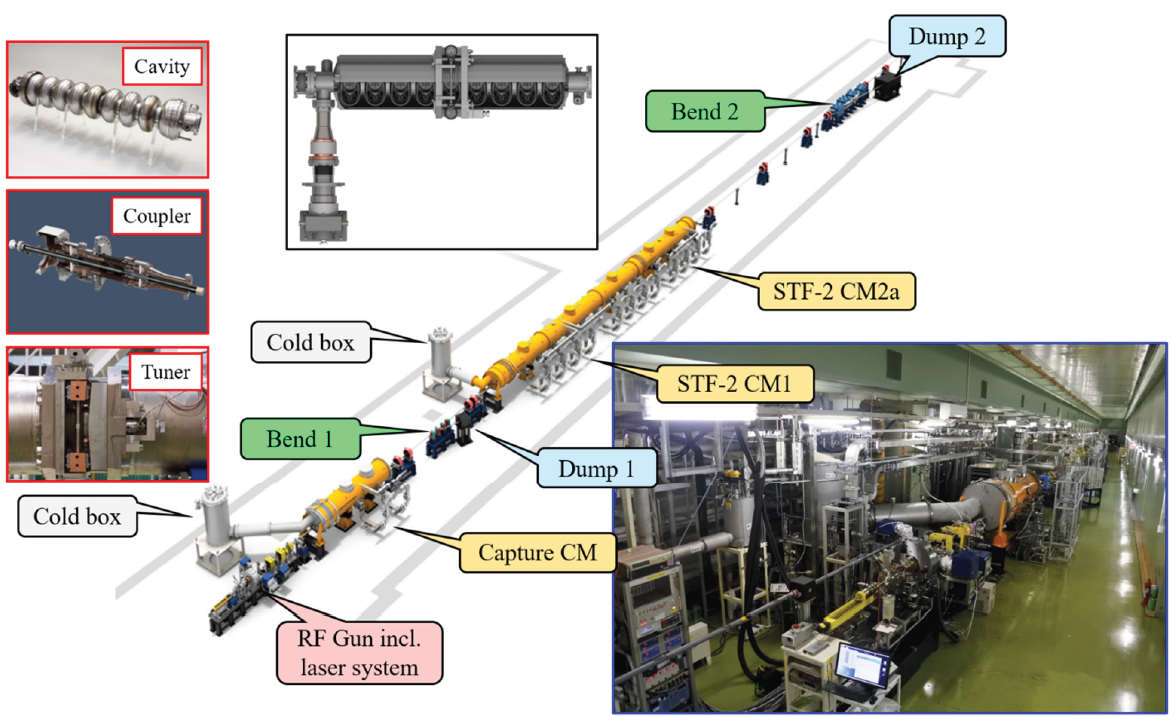 Cavity
Coupler
Tuner
Dump 2
Bend 2
STF-2 CM2a
Cold box
STF-2 CM1
Bend 1
Dump 1
Cold box
Capture CM
RF Gun incl.
laser system